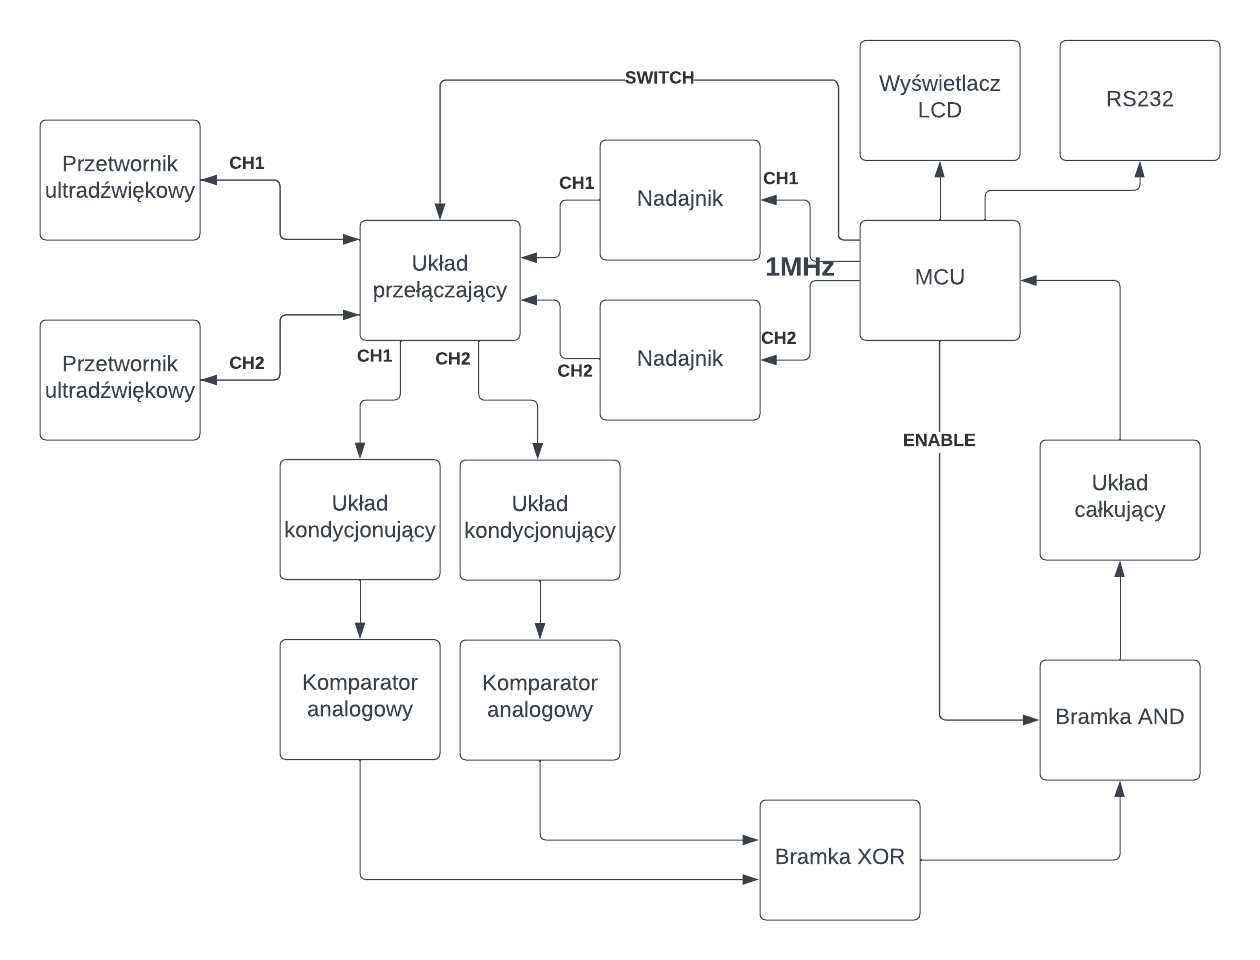 SWITCH
Wyświetlacz
LCD
RS232
Przetwornik
ultradźwiękowy
CH1
CH1
Nadajnik
CH1
Układ
przełączający
1MHz
MCU
Przetwornik
ultradźwiękowy
CH2
CH1
CH2
CH2
Nadajnik
CH2
ENABLE
Układ
kondycjonujący
Układ
kondycjonujący
Układ
całkujący
Komparator
analogowy
Komparator
analogowy
Bramka AND
Bramka XOR